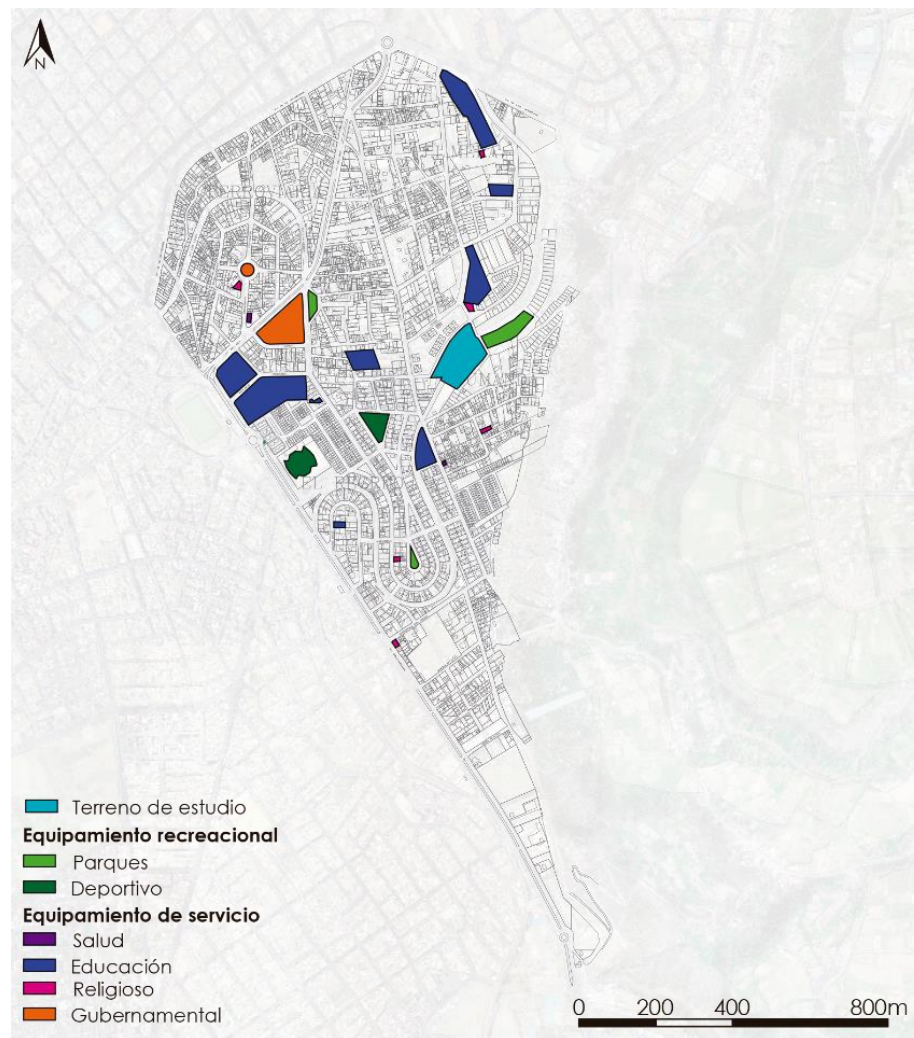 N
Terreno de estudio
Equipamiento recreacional
Parques
Deportivo
Equipamiento de servicio
Salud
Educación
Religioso
Gubernamental
0 200 400 800m